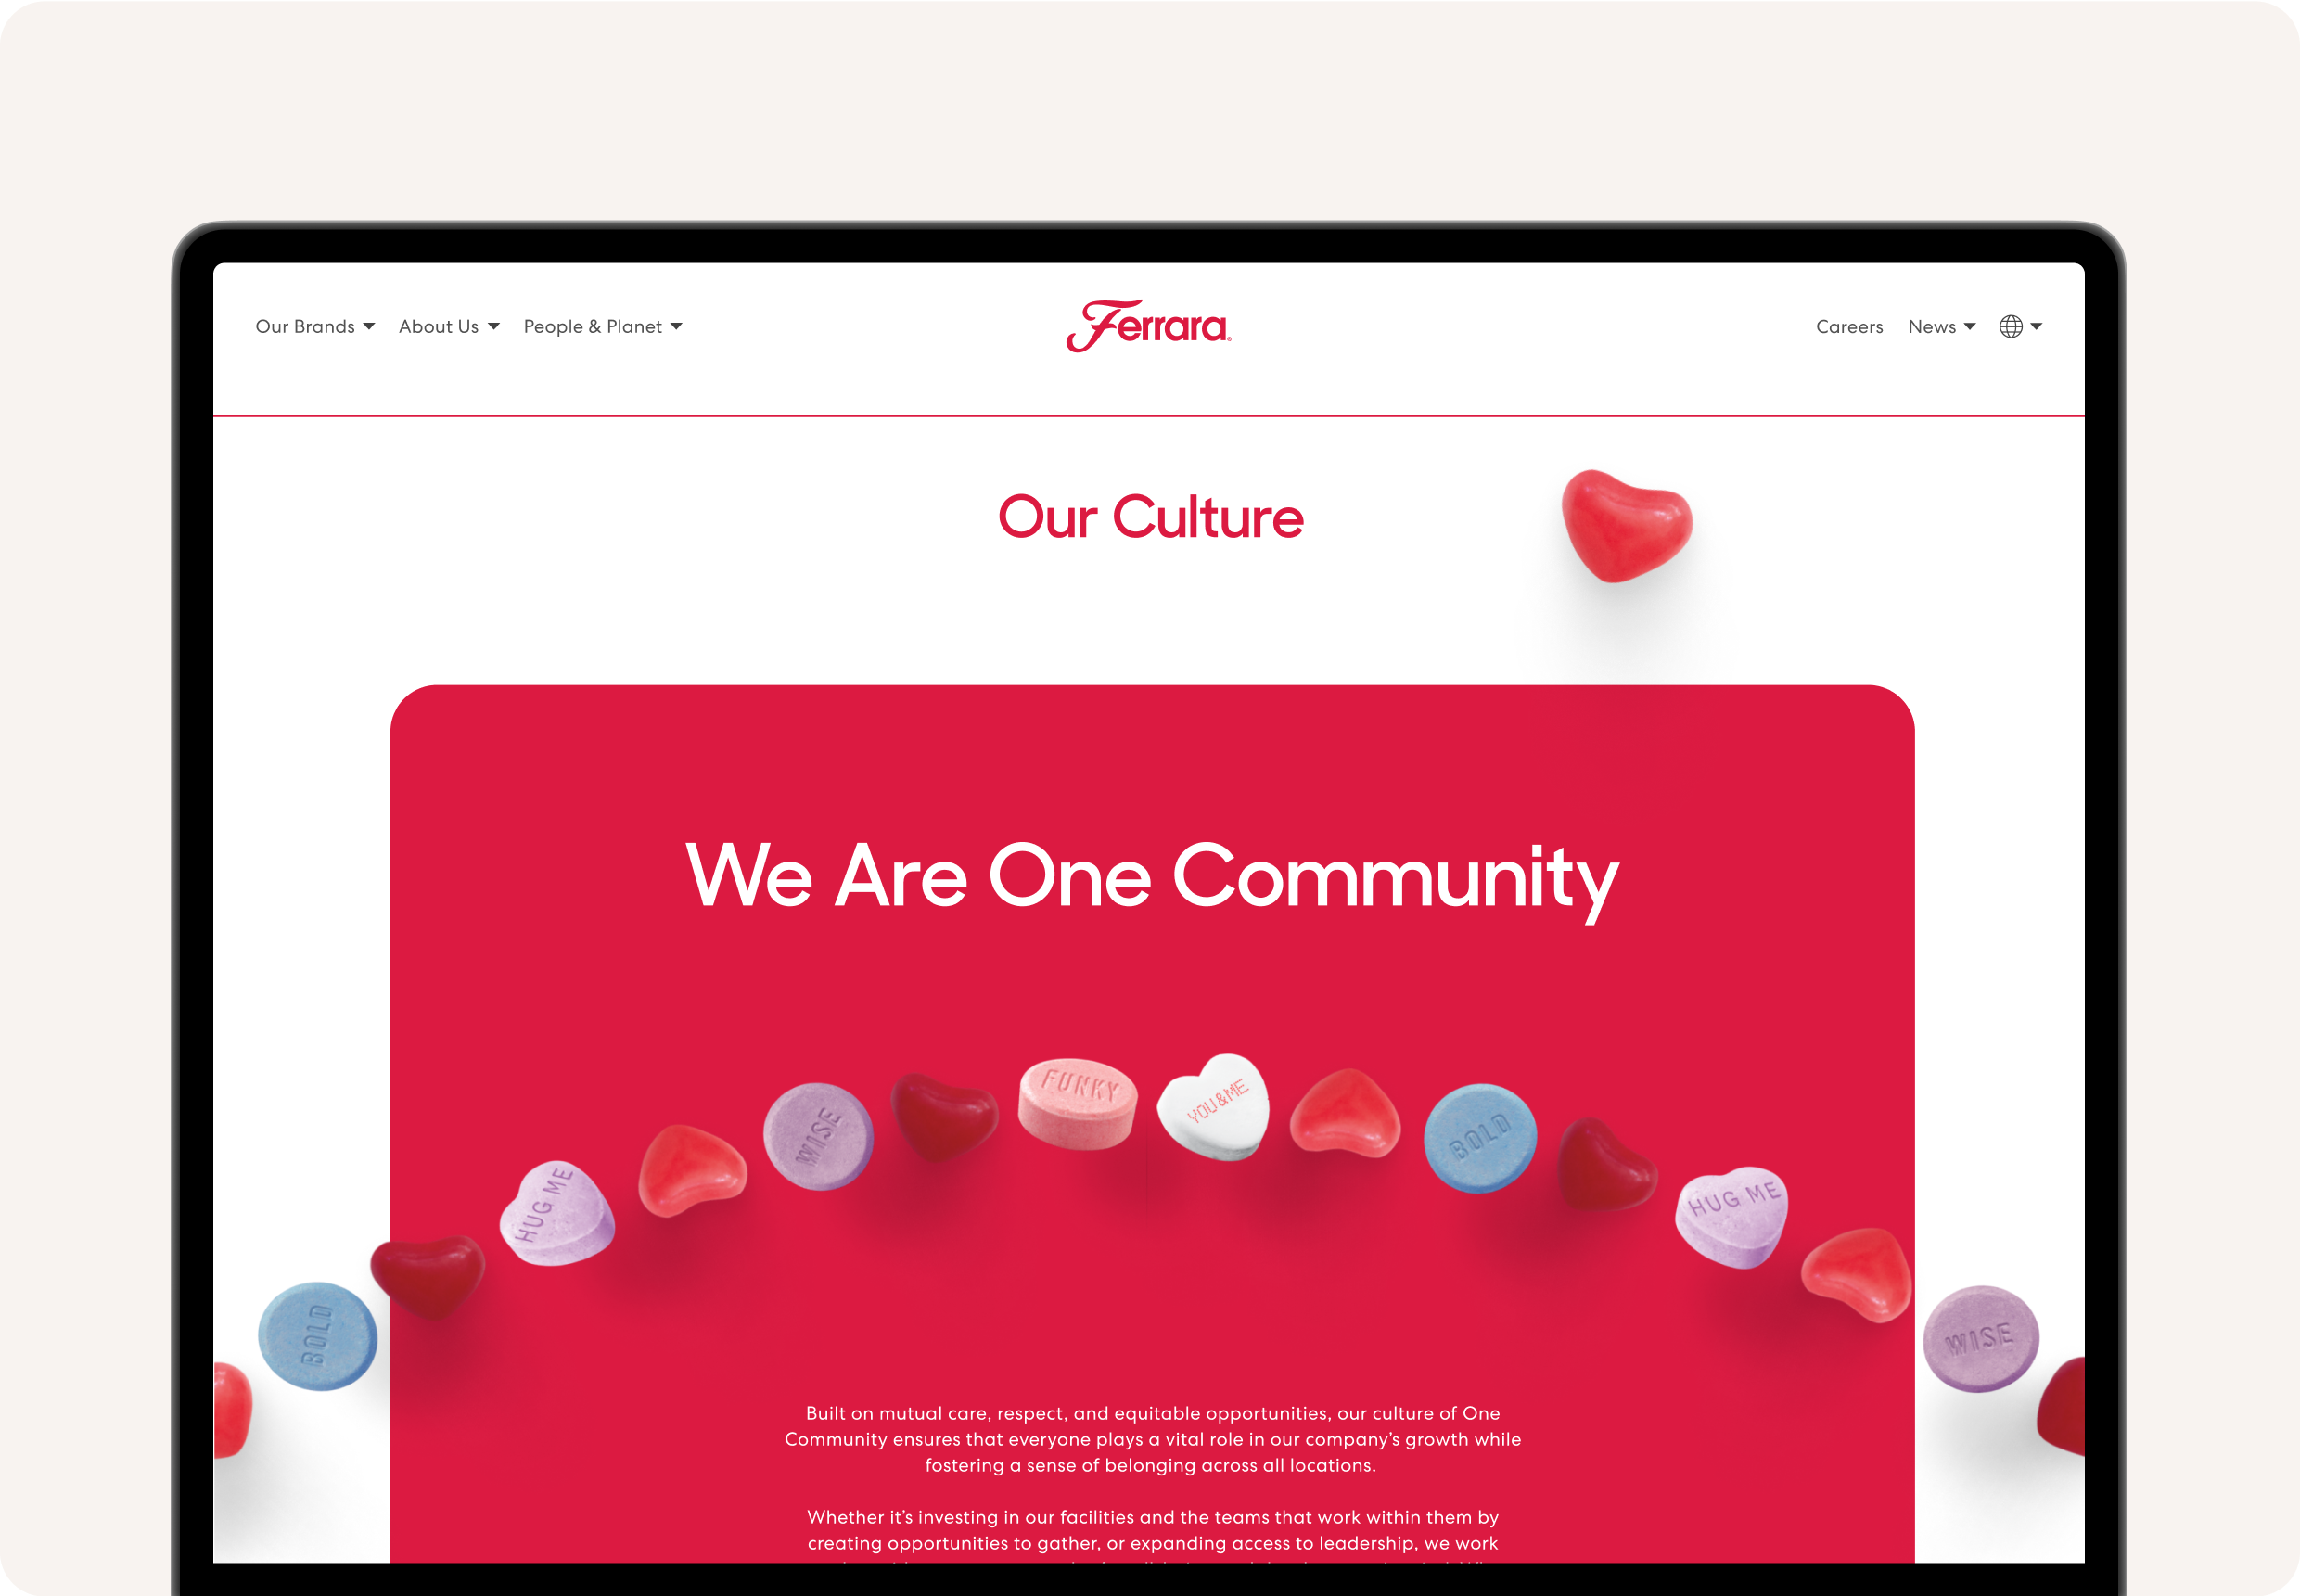 Our Brands About Us People & Planet Ferrara Careers News
Our Culture
We Are One Community
FUNKY
YOU&ME
WISE
BOLD
HUG ME
HUG ME
BOLD
WISE
Built on mutual care, respect, and equitable opportunities, our culture of One
Community ensures that everyone plays a vital role in our company’s growth while
fostering a sense of belonging across all locations.
Whether it’s investing in our facilities and the teams that work within them by
creating opportunities to gather, or expanding access to leadership, we work